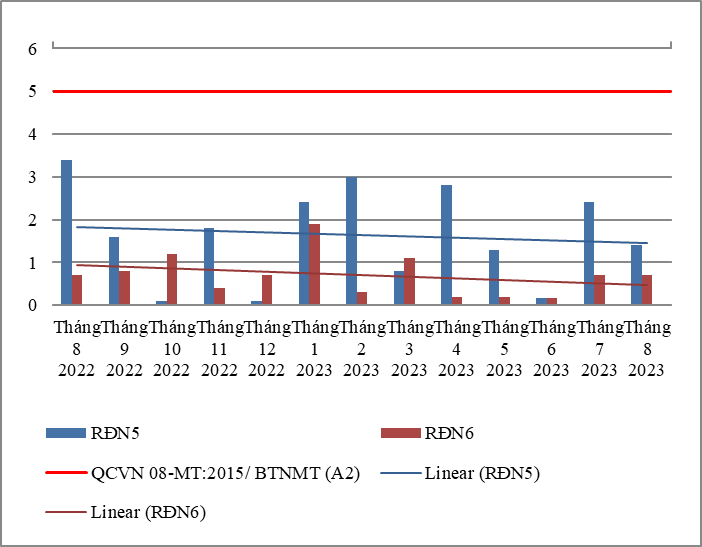 6
5
4
3
2
1
0
Tháng Tháng Tháng Tháng Tháng Tháng Tháng Tháng Tháng Tháng Tháng Tháng Tháng
8 9 10 11 12 1 2 3 4 5 6 7 8
2022 2022 2022 2022 2022 2023 2023 2023 2023 2023 2023 2023 2023
RĐN5 RĐN6
QCVN 08-MT:2015/ BTNMT (A2) Linear (RĐN5)
Linear (RĐN6)